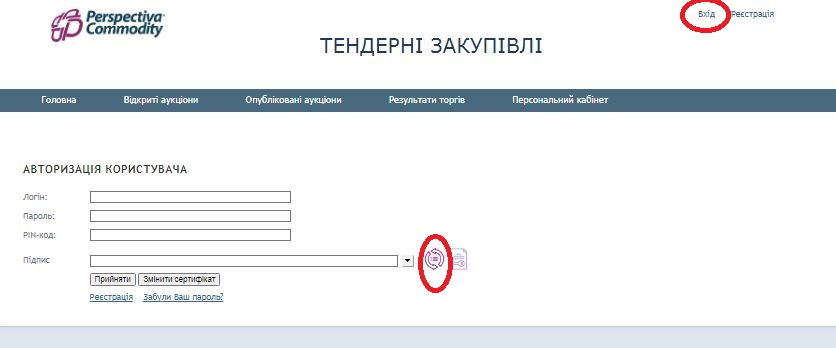 Perspectiva
Commodity
Вхід Реєстрація
ТЕНДЕРНІ ЗАКУПІВЛІ
Головна Відкриті аукціони Опубліковані аукціони Результати торгів Персональний кабінет
АВТОРИЗАЦІЯ КОРИСТУВАЧА
Логін:
Пароль:
PIN-код:
Підпис
Прийняти Змінити сертифікат
Реєстрація Забули Ваш пароль?